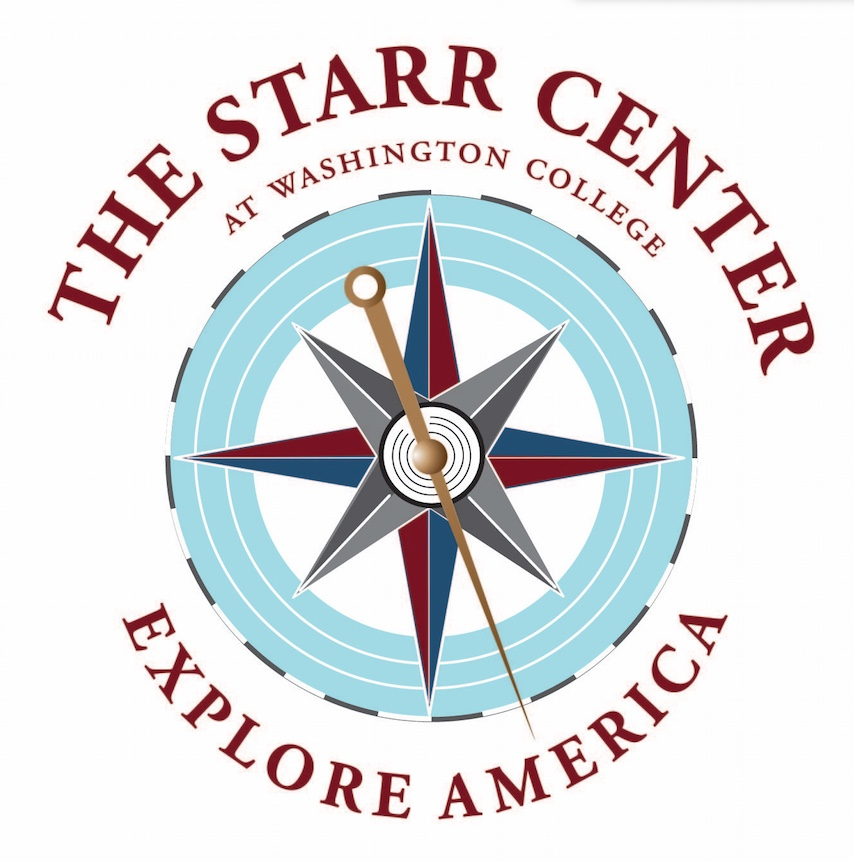 THE STARR CENTER
AT WASHINGTON COLLEGE
EXPLORE AMERICA